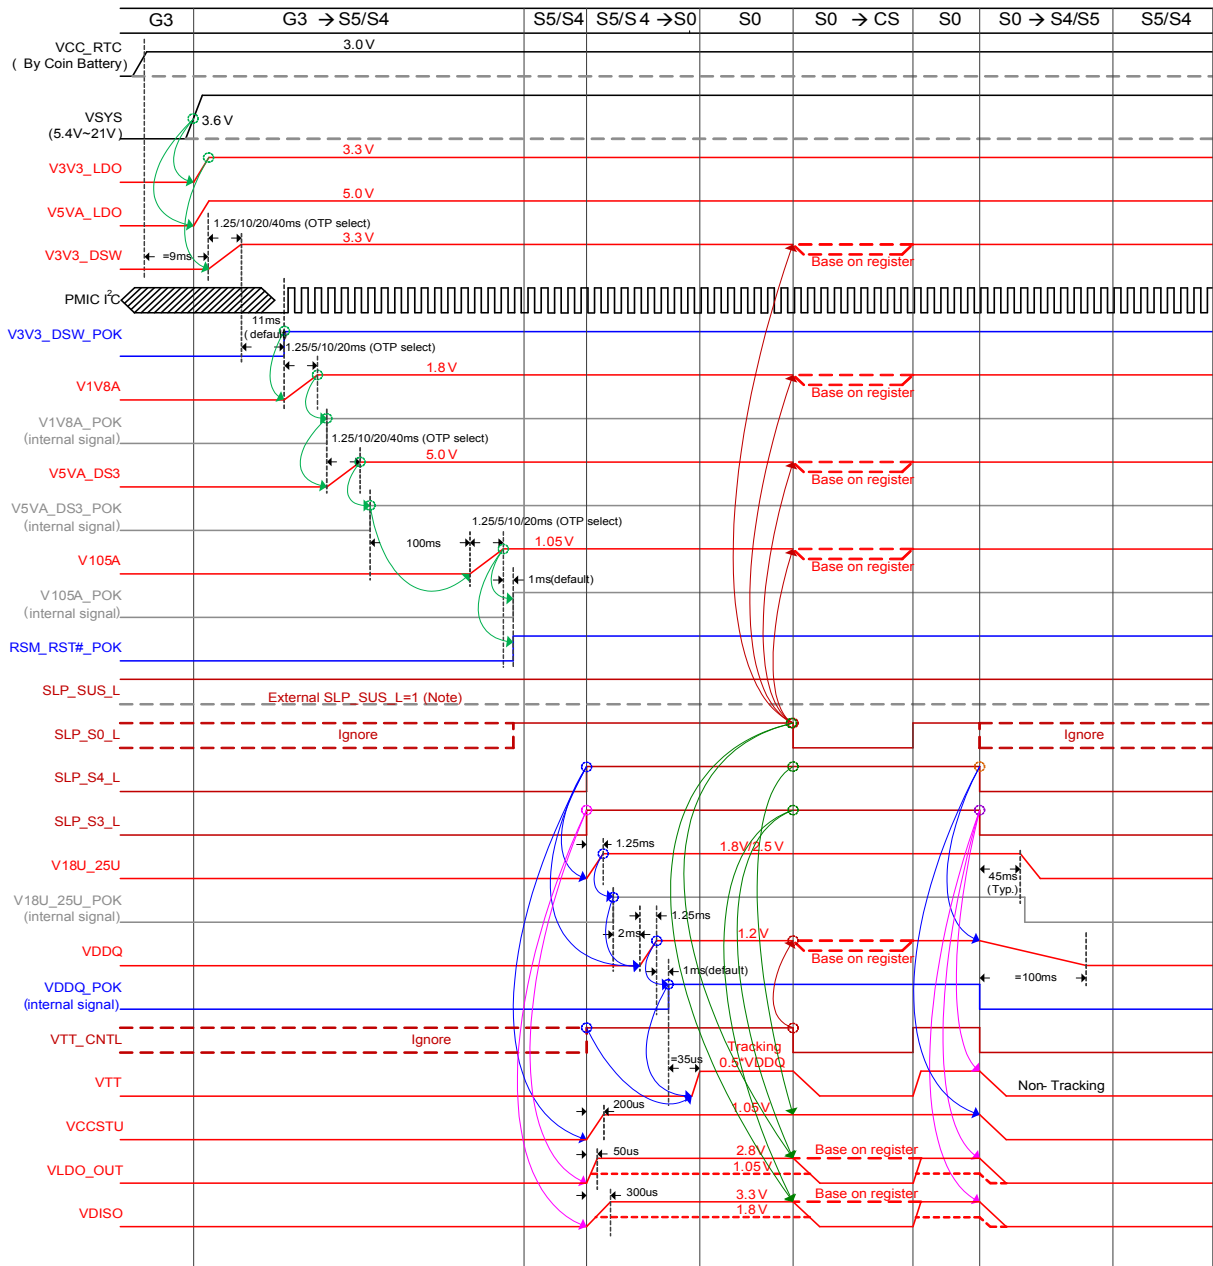 G3
G3 → S5/S4
S5/S4
S5/S4 → S0
S0
S0 → CS
S0
S0 → S4/S5
S5/S4
VCC_RTC
( By Coin Battery)
3.0 V
VSYS
(5.4V~21V)
3.6 V
V3V3_LDO
3.3 V
V5VA_LDO
5.0 V
1.25/10/20/40ms (OTP select)
V3V3_DSW
=9ms
3.3 V
Base on register
PMIC I²C
V3V3_DSW_POK
11ms
( default
1.25/5/10/20ms (OTP select)
V1V8A
1.8 V
Base on register
V1V8A_POK
(internal signal)
1.25/10/20/40ms (OTP select)
V5VA_DS3
5.0 V
Base on register
V5VA_DS3_POK
(internal signal)
1.25/5/10/20ms (OTP select)
100ms
V105A
1.05 V
Base on register
V105A_POK
(internal signal)
1ms(default)
RSM_RST#_POK
SLP_SUS_L
External SLP_SUS_L=1 (Note)
SLP_S0_L
Ignore
Ignore
SLP_S4_L
SLP_S3_L
1.25ms
V18U_25U
1.8V/2.5 V
45ms
(Typ.)
V18U_25U_POK
(internal signal)
1.25ms
2ms
VDDQ
1.2 V
Base on register
1ms(default)
=100ms
VDDQ_POK
(internal signal)
VTT_CNTL
Ignore
Tracking
0.5*VDDQ
=35us
VTT
Non- Tracking
200us
VCCSTU
1.05 V
50us
VLDO_OUT
2.8 V
1.05 V
Base on register
300us
VDISO
3.3 V
1.8 V
Base on register